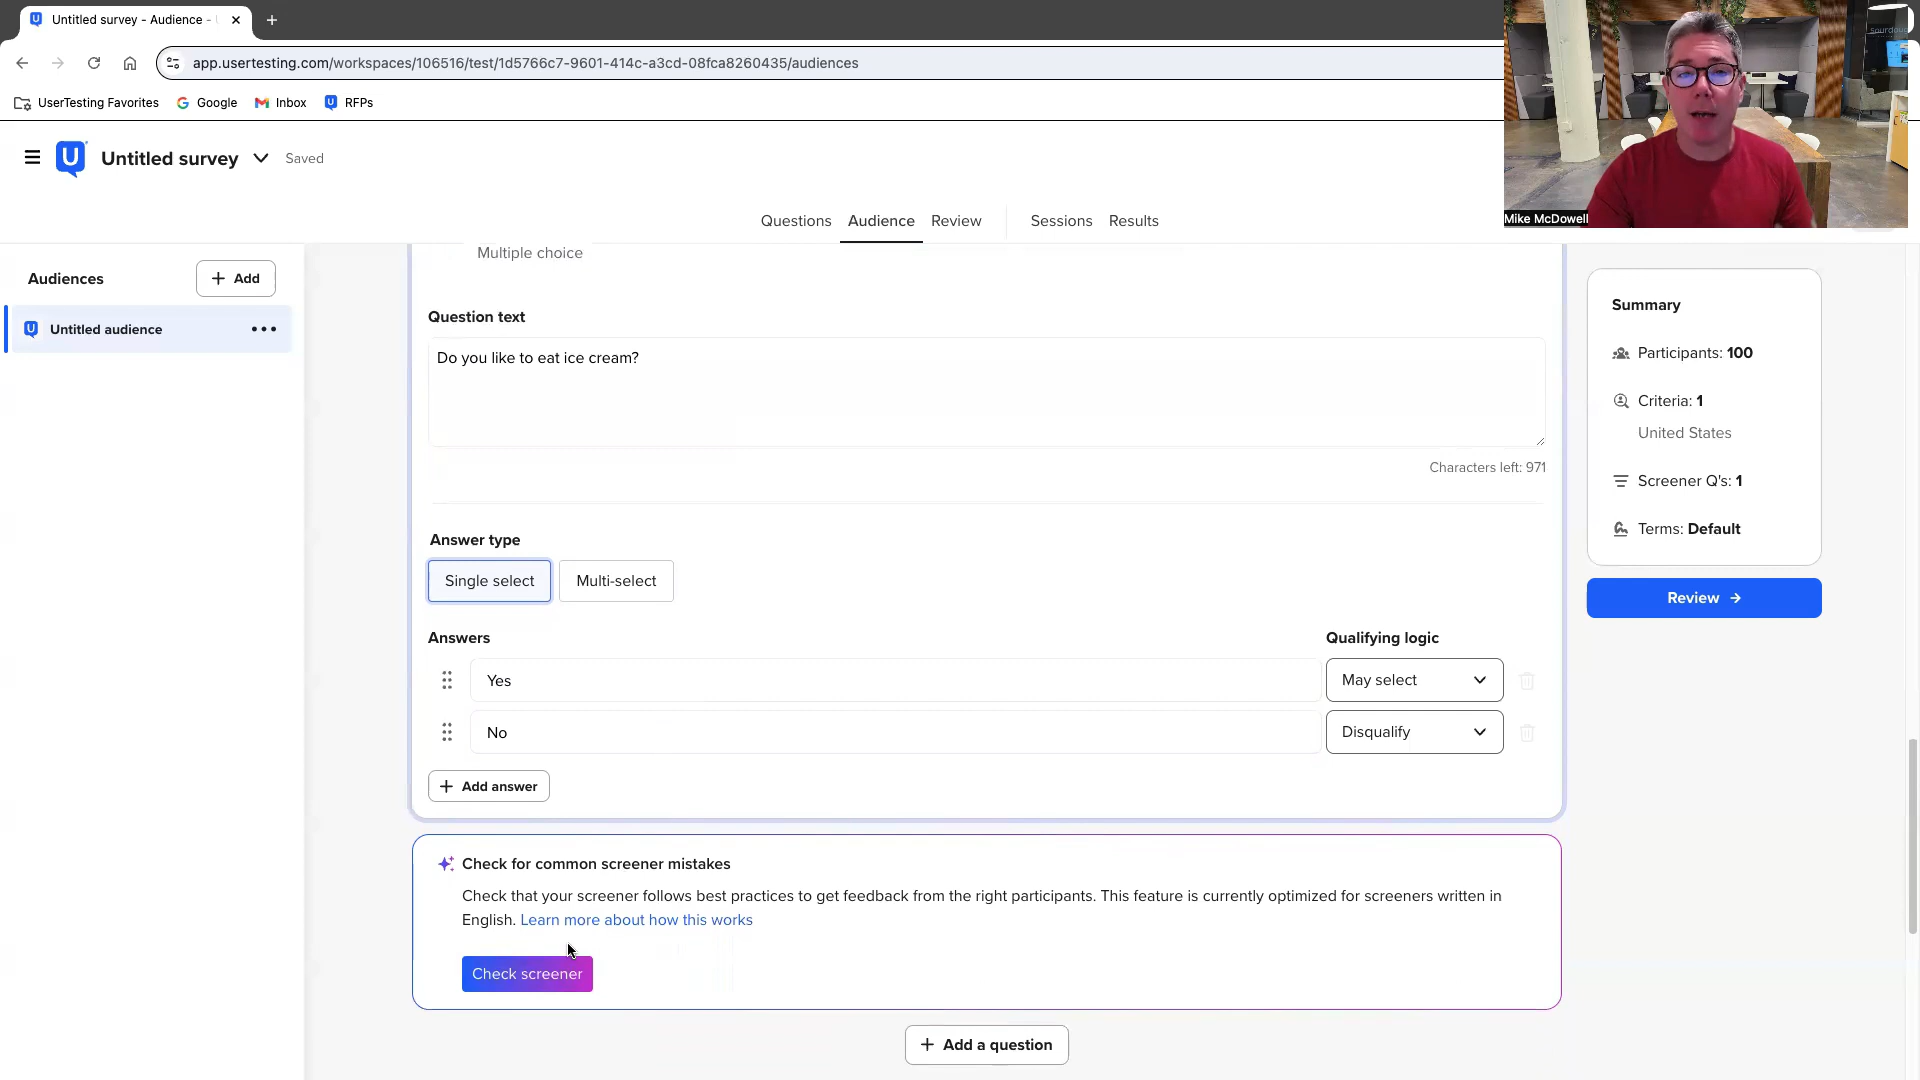 Untitled survey - Audience -
app.usertesting.com/workspaces/106516/test/1d5766c7-9601-414c-a3cd-08fca8260435/audiences
UserTesting Favorites
Google
Inbox
RFPs
Mike McDowell
Untitled survey
Saved
Questions
Audience
Review
Sessions
Results
Audiences
+ Add
Untitled audience
Multiple choice
Question text
Do you like to eat ice cream?
Characters left: 971
Answer type
Single select
Multi-select
Answers
Qualifying logic
Yes
May select
No
Disqualify
+ Add answer
Check for common screener mistakes
Check that your screener follows best practices to get feedback from the right participants. This feature is currently optimized for screeners written in
English. Learn more about how this works
Check screener
+ Add a question
Summary
Participants: 100
Criteria: 1
United States
Screener Q's: 1
Terms: Default
Review →